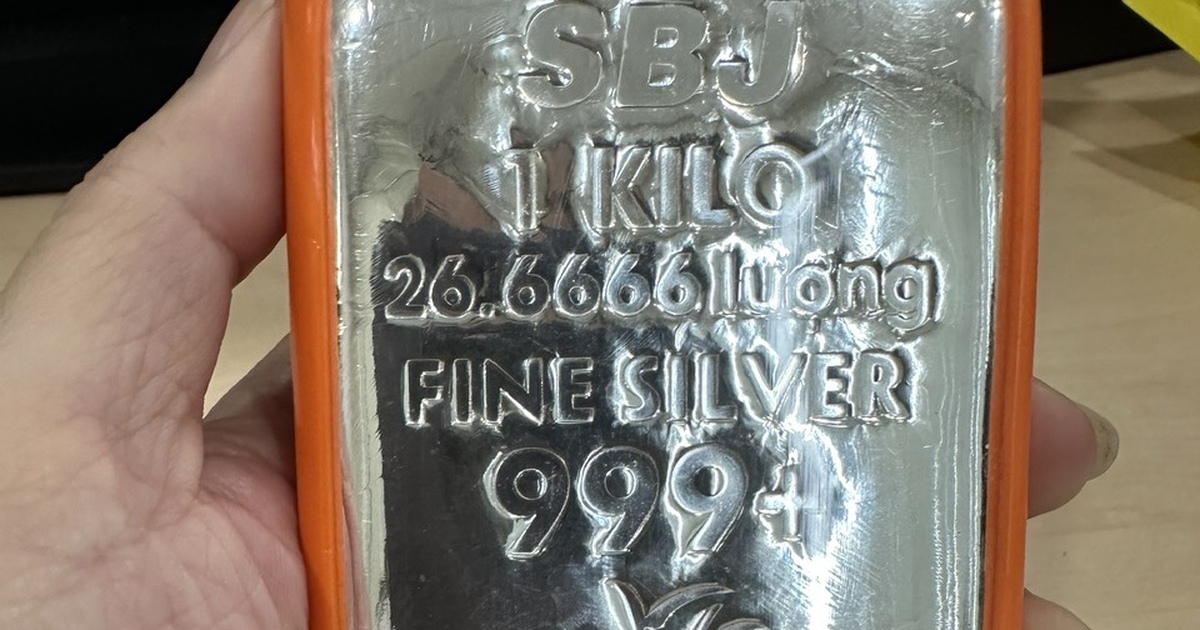 SBJ
1 KILO
26.6666 lượng
FINE SILVER
999+